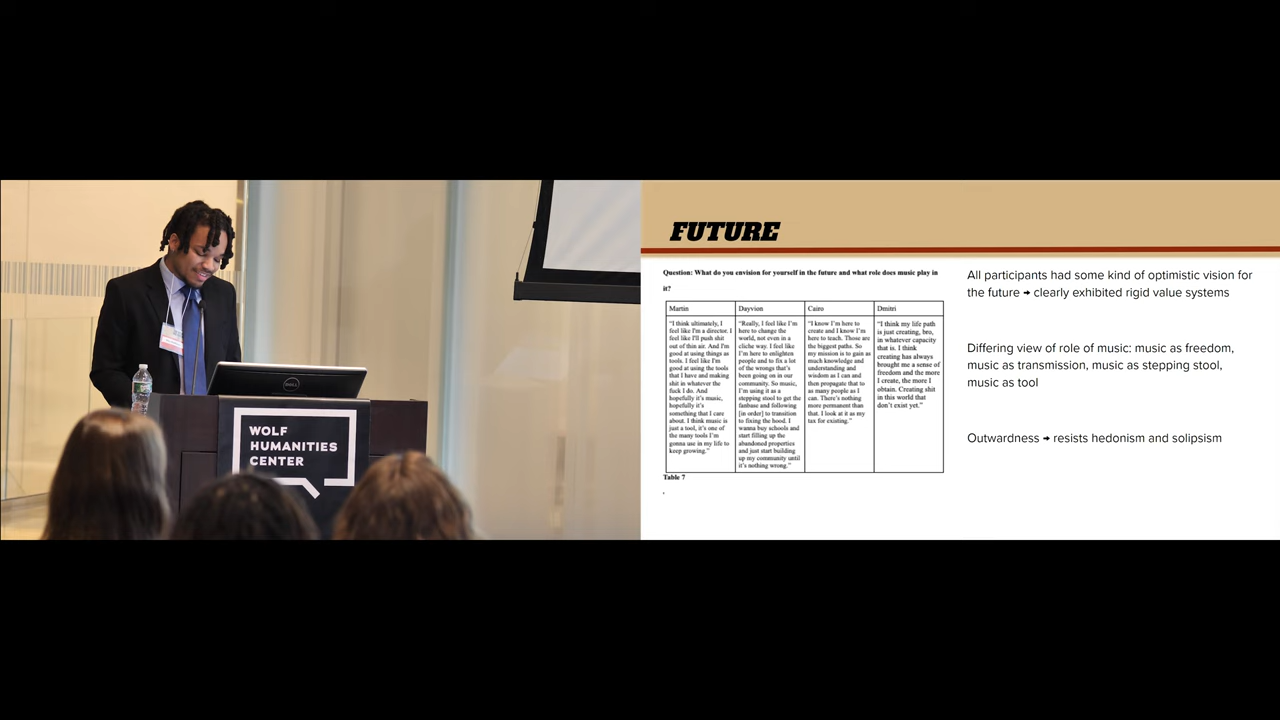 DELL
WOLF
HUMANITIES
CENTER
FUTURE
Question: What do you envision for yourself in the future and what role does music play in
it?
Martin
"I think ultimately, I
feel like I'm a director. I
feel like I'll push shit
out of thin air. And I'm
good at using things as
tools. I feel like I'm
good at using the tools
that I have and making
shit in whatever the
fuck I do. And
hopefully it's music,
hopefully it's
something that I care
about. I think music is
just a tool, it's one of
the many tools I'm
gonna use in my life to
keep growing."
Dayvion
"Really, I feel like I'm
here to change the
world, not even in a
cliche way. I feel like
I'm here to enlighten
people and to fix a lot
of the wrongs that's
been going on in our
community. So music,
I'm using it as a
stepping stool to get the
fanbase and following
[in order] to transition
to fixing the hood. I
wanna buy schools and
start filling up the
abandoned properties
and just start building
up my community until
it's nothing wrong."
Cairo
"I know I'm here to
create and I know I'm
here to teach. Those are
the biggest paths. So
my mission is to gain as
much knowledge and
understanding and
wisdom as I can and
then propagate that to
as many people as I
can. There's nothing
more permanent than
that. I look at it as my
tax for existing."
Dmitri
"I think my life path
is just creating, bro,
in whatever capacity
that is. I think
creating has always
brought me a sense of
freedom and the more
I create, the more I
obtain. Creating shit
in this world that
don't exist yet."
Table 7
All participants had some kind of optimistic vision for
the future → clearly exhibited rigid value systems
Differing view of role of music: music as freedom,
music as transmission, music as stepping stool,
music as tool
Outwardness → resists hedonism and solipsism